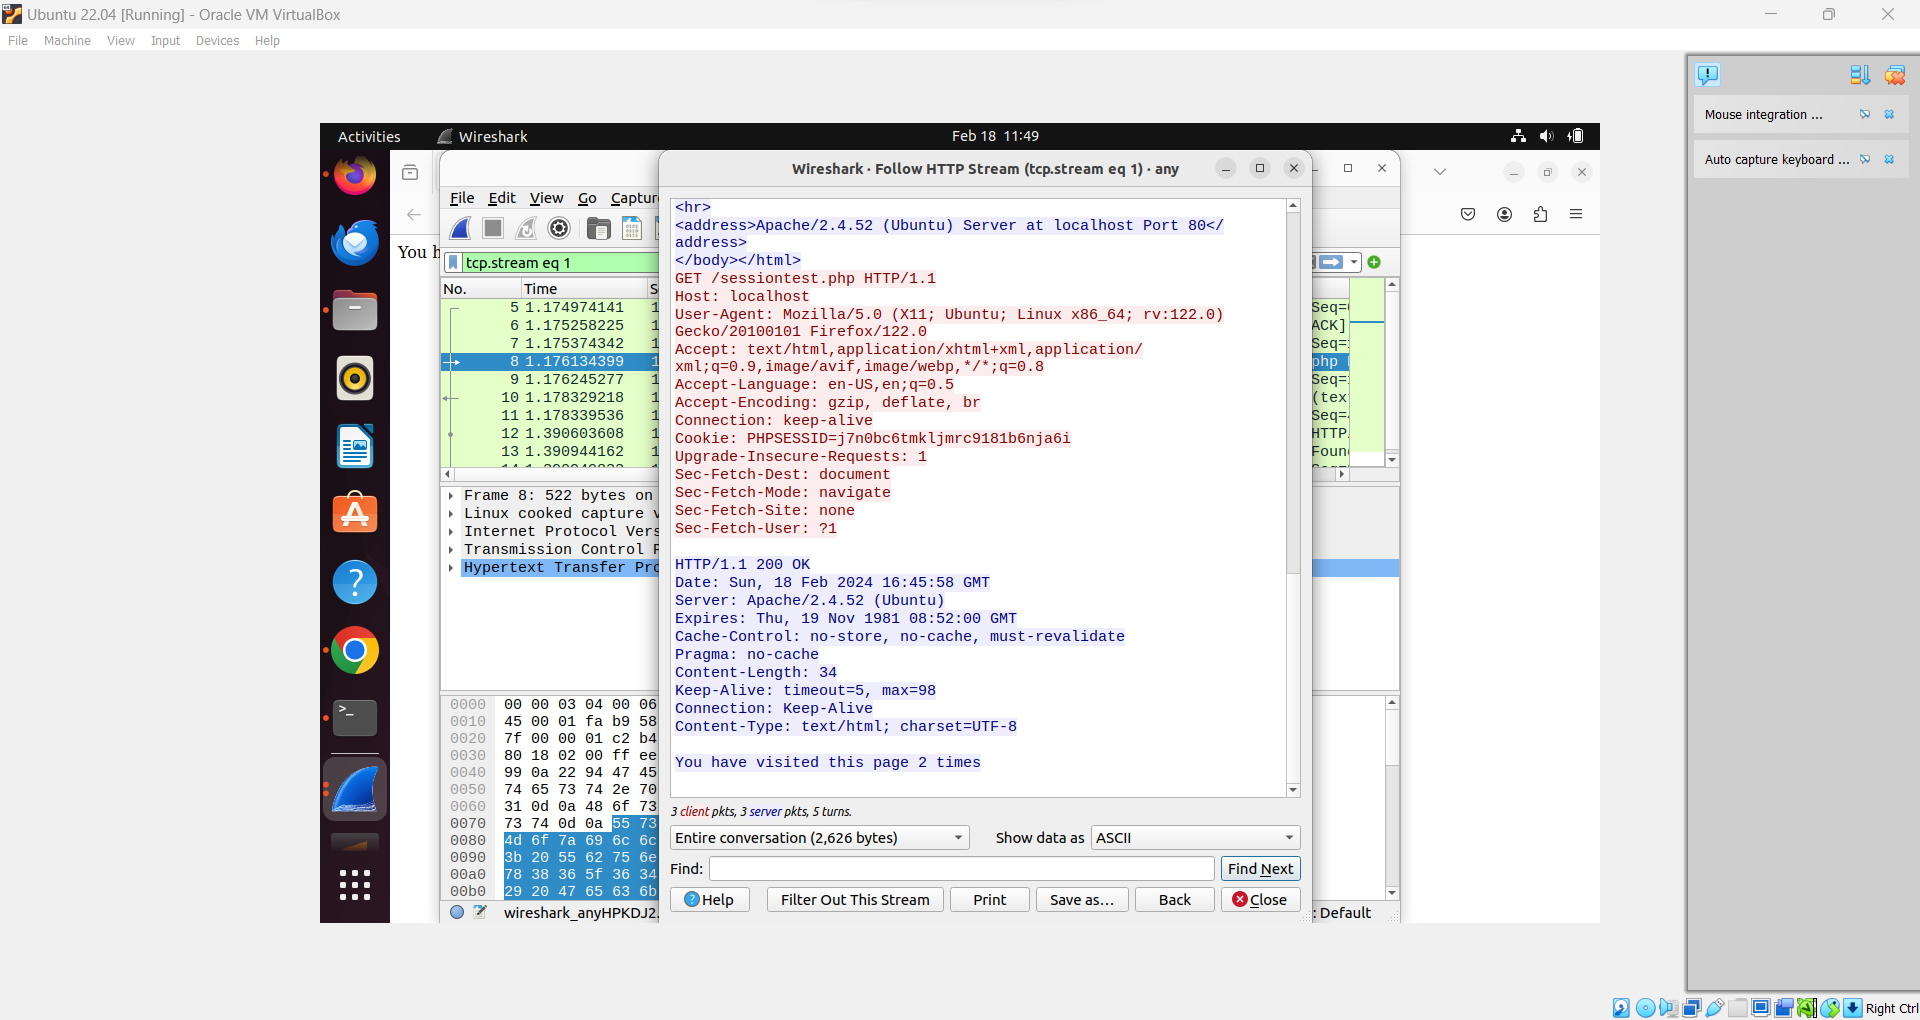 Ubuntu 22.04 [Running] - Oracle VM VirtualBox
File Machine View Input Devices Help
Mouse integration ...
Auto capture keyboard ...
Activities Wireshark Feb 18 11:49
Wireshark · Follow HTTP Stream (tcp.stream eq 1) · any
File Edit View Go Captur
You h
tcp.stream eq 1
No. Time S
5 1.174974141 1
6 1.175258225 1
7 1.175374342 1
8 1.176134399 1
9 1.176245277 1
10 1.178329218 1
11 1.178339536 1
12 1.390603608 1
13 1.390944162 1
Seq=
ACK]
Seq=
php
Seq=
(tex
Seq=
HTTP
Foun
Frame 8: 522 bytes on
Linux cooked capture v
Internet Protocol Vers
Transmission Control P
Hypertext Transfer Pro
0000 00 00 03 04 00 06
0010 45 00 01 fa b9 58
0020 7f 00 00 01 c2 b4
0030 80 18 02 00 ff ee
0040 99 0a 22 94 47 45
0050 74 65 73 74 2e 70
0060 31 0d 0a 48 6f 73
0070 73 74 0d 0a 55 73
0080 4d 6f 7a 69 6c 6c
0090 3b 20 55 62 75 6e
00a0 78 38 36 5f 36 34
00b0 29 20 47 65 63 6b
wireshark_anyHPKDJ2.
: Default
<hr>
<address>Apache/2.4.52 (Ubuntu) Server at localhost Port 80</
address>
</body></html>
GET /sessiontest.php HTTP/1.1
Host: localhost
User-Agent: Mozilla/5.0 (X11; Ubuntu; Linux x86_64; rv:122.0)
Gecko/20100101 Firefox/122.0
Accept: text/html,application/xhtml+xml,application/
xml;q=0.9,image/avif,image/webp,*/*;q=0.8
Accept-Language: en-US,en;q=0.5
Accept-Encoding: gzip, deflate, br
Connection: keep-alive
Cookie: PHPSESSID=j7n0bc6tmkljmrc9181b6nja6i
Upgrade-Insecure-Requests: 1
Sec-Fetch-Dest: document
Sec-Fetch-Mode: navigate
Sec-Fetch-Site: none
Sec-Fetch-User: ?1
HTTP/1.1 200 OK
Date: Sun, 18 Feb 2024 16:45:58 GMT
Server: Apache/2.4.52 (Ubuntu)
Expires: Thu, 19 Nov 1981 08:52:00 GMT
Cache-Control: no-store, no-cache, must-revalidate
Pragma: no-cache
Content-Length: 34
Keep-Alive: timeout=5, max=98
Connection: Keep-Alive
Content-Type: text/html; charset=UTF-8
You have visited this page 2 times
3 client pkts, 3 server pkts, 5 turns.
Entire conversation (2,626 bytes) Show data as ASCII
Find: Find Next
Help Filter Out This Stream Print Save as… Back Close
Right Ctrl